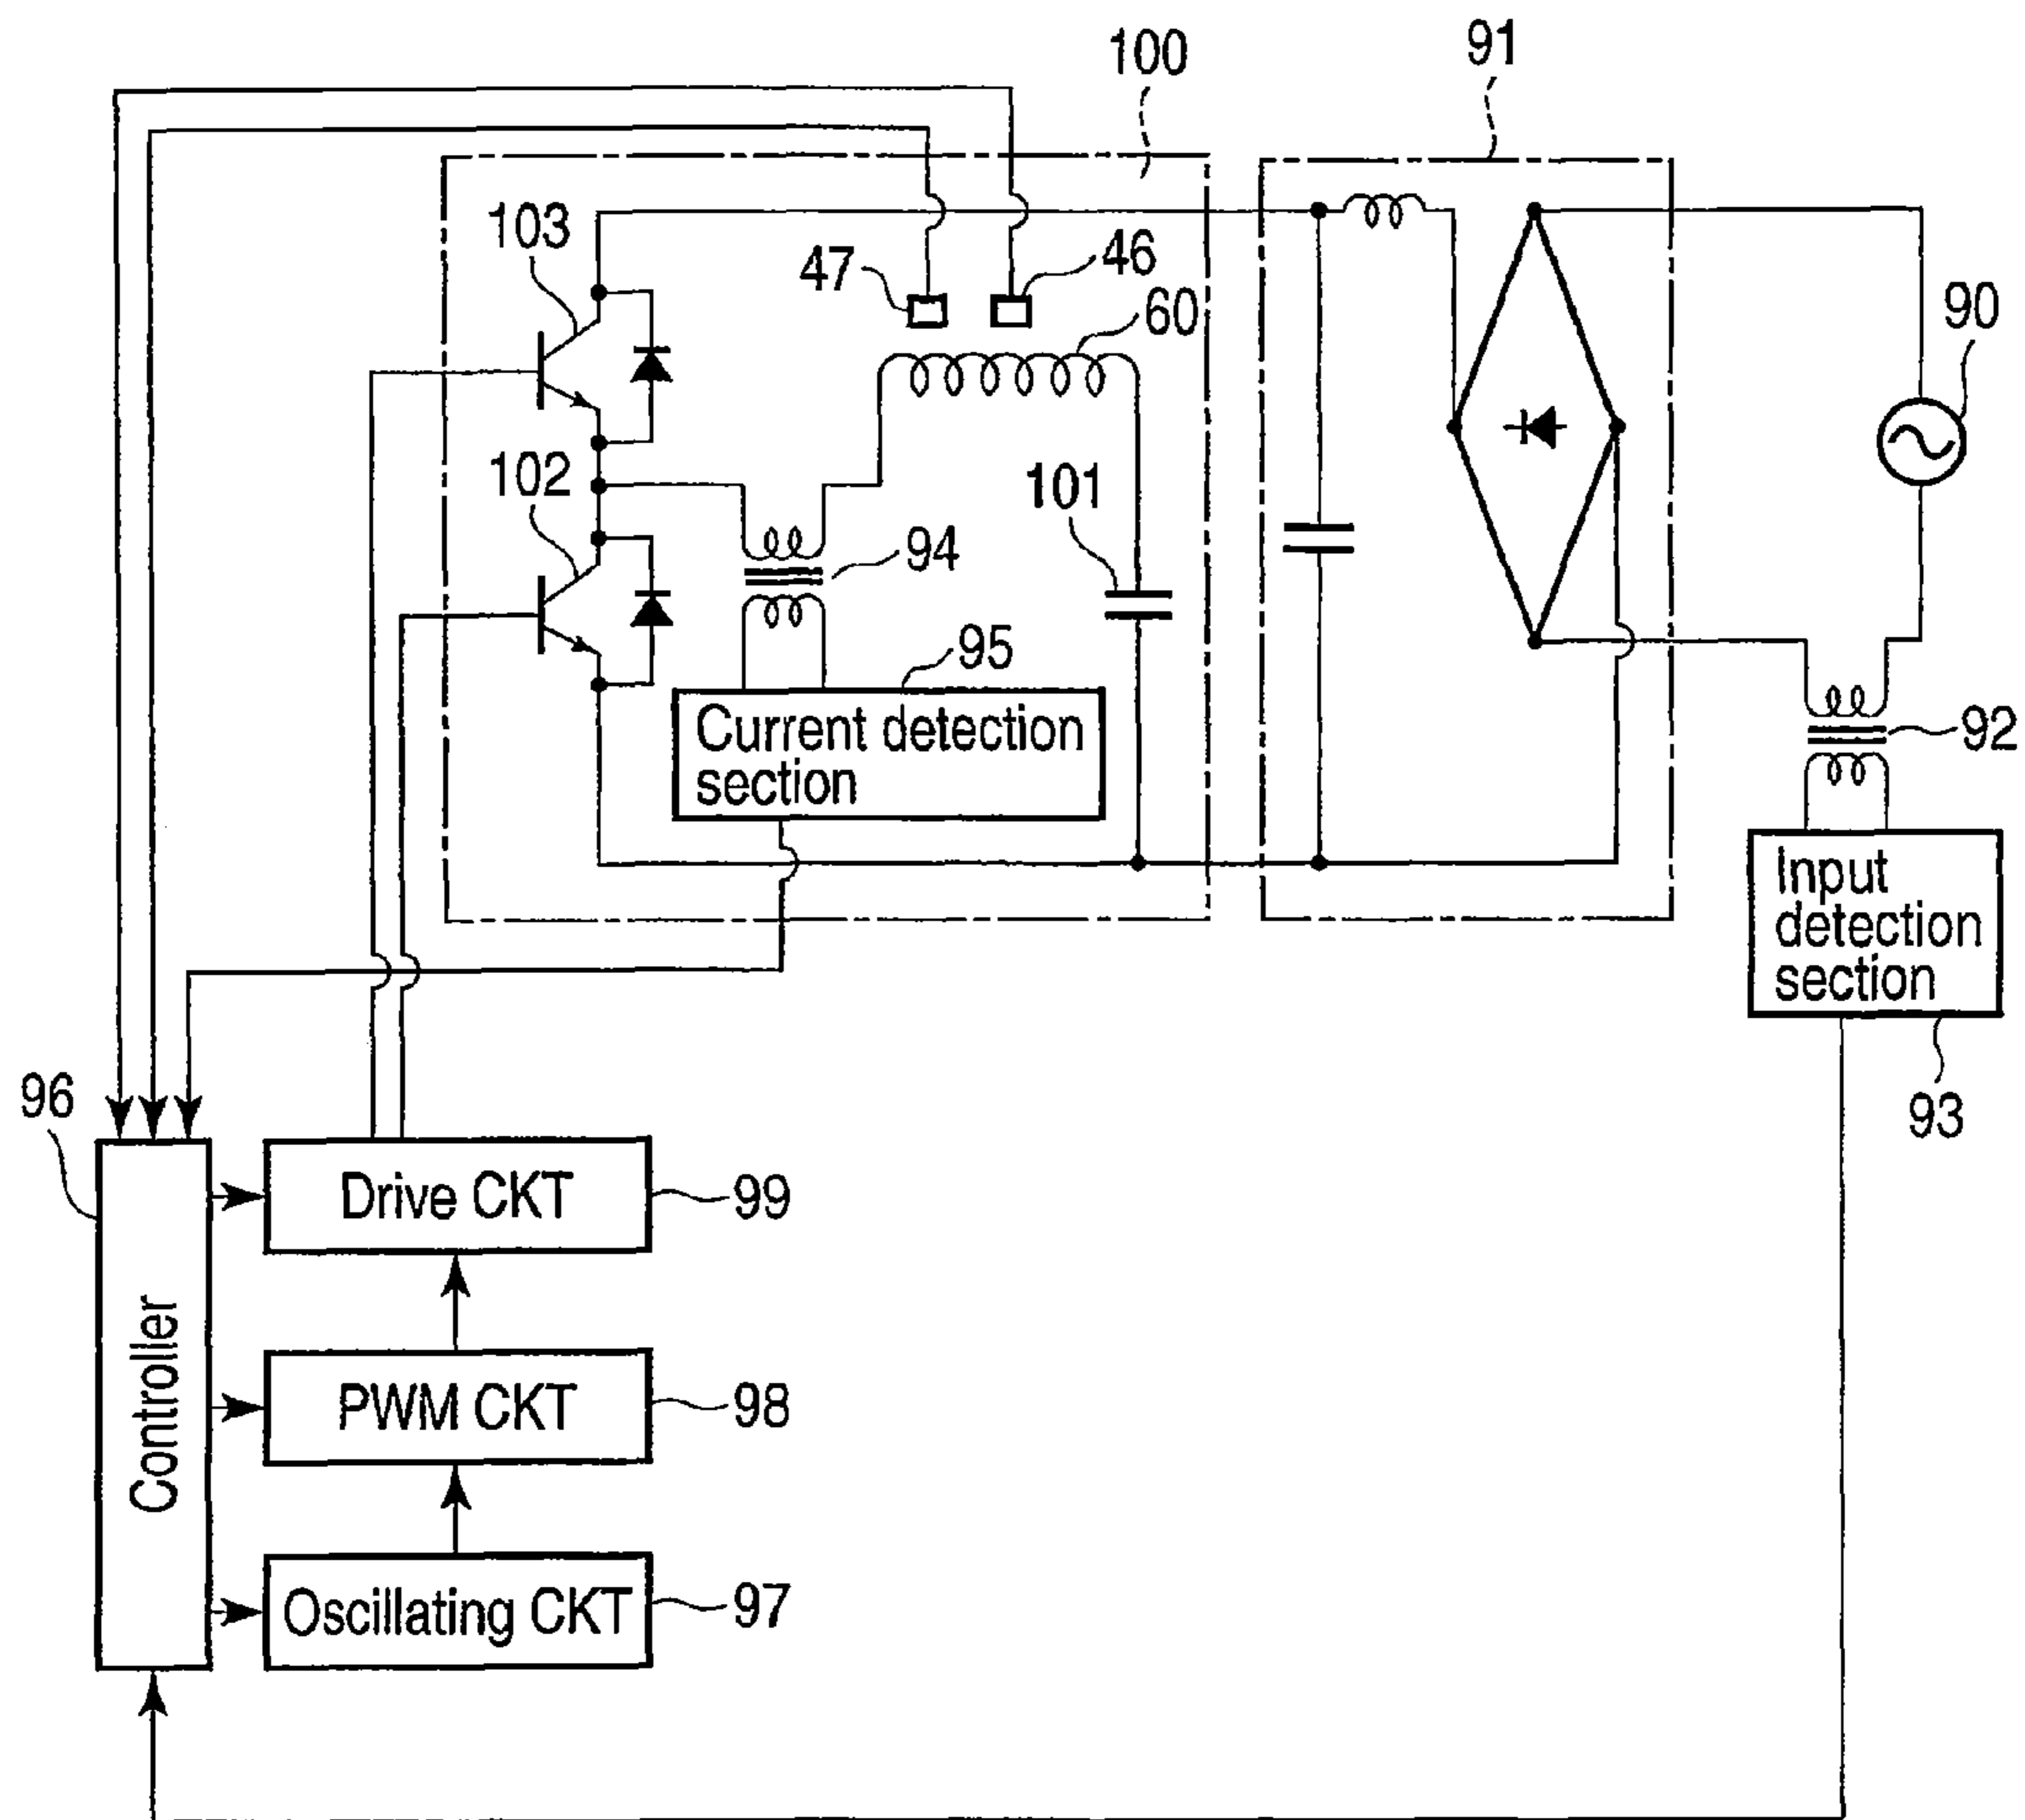 100
91
103
47
46
60
90
102
101
94
95
Current detection
section
92
Input
detection
section
96
93
Drive CKT
99
Controller
PWM CKT
98
Oscillating CKT
97